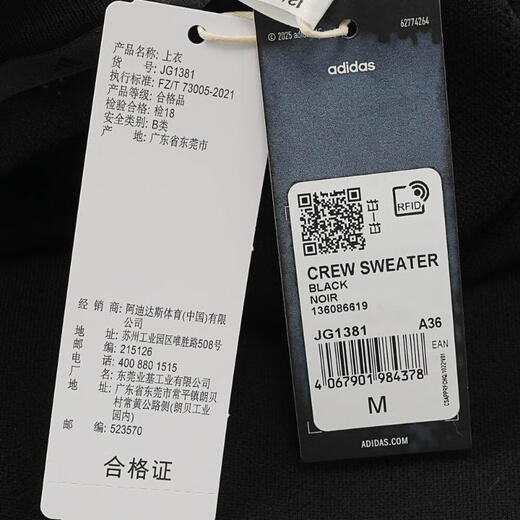 产品名称: 上衣
货 号: JG1381
执行标准: FZ/T 73005-2021
产品等级: 合格品
检验合格: 检18
安全类别: B类
产 地: 广东省东莞市
经 销 商: 阿迪达斯体育(中国)有限
公司
地 址: 苏州工业园区唯胜路508号
邮 编: 215126
电 话: 400 880 1515
制 造 商: 东莞业基工业有限公司
地 址: 广东省东莞市常平镇朗贝
村常黄公路侧(朗贝工业
园内)
邮 编: 523570
合格证
© 2025 adidas
62774264
adidas
RFID
CREW SWEATER
BLACK
NOIR
136086619
JG1381 A36
EAN
4 067901 984378
M
ADIDAS.COM